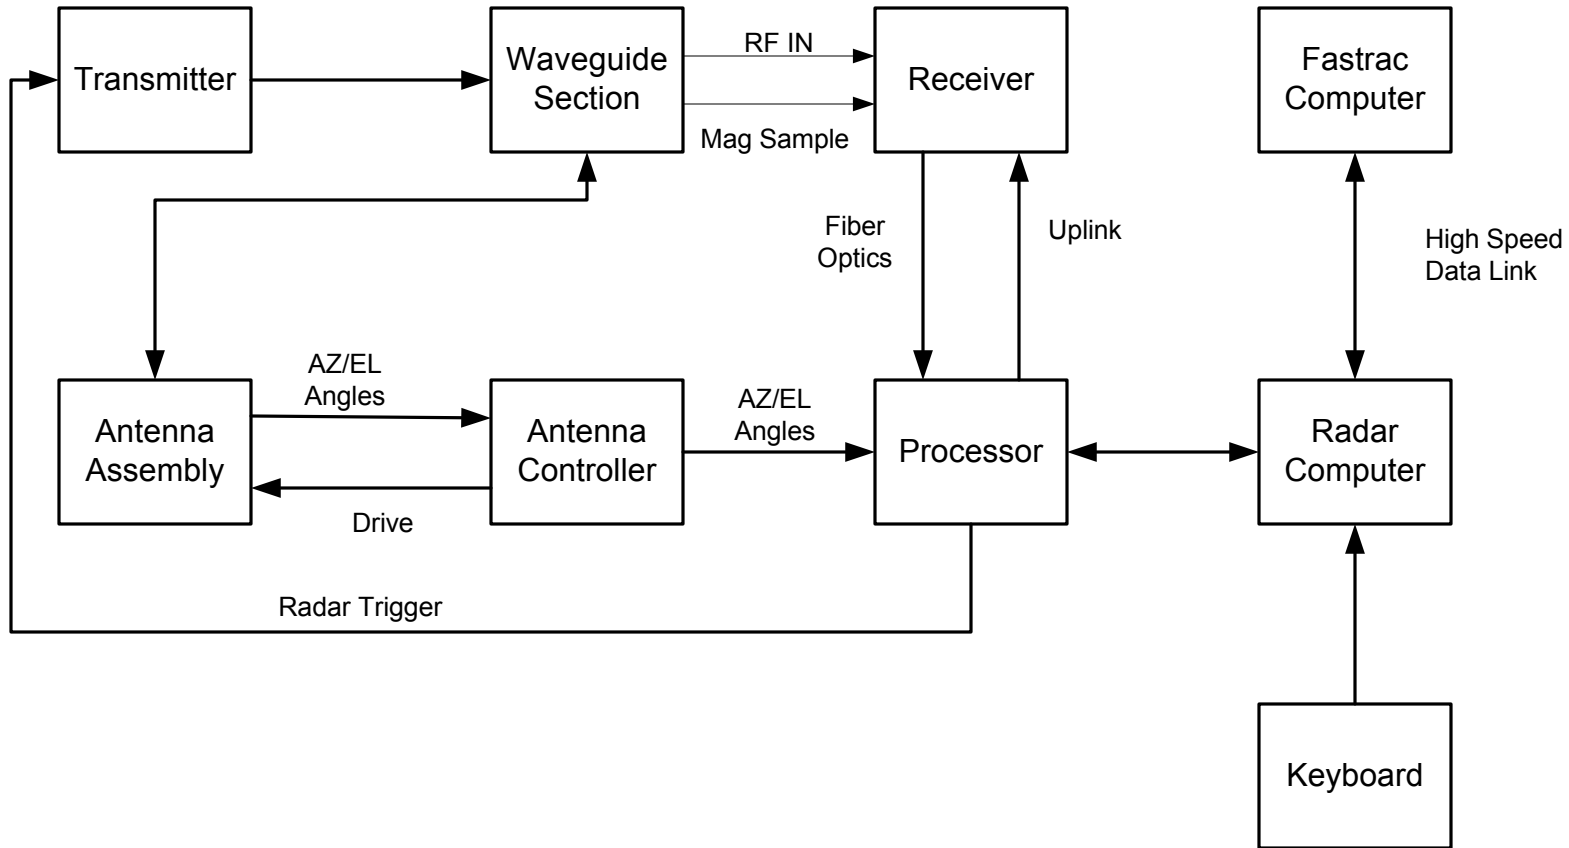 Transmitter
Waveguide
Section
RF IN
Mag Sample
Receiver
Fastrac
Computer
Fiber
Optics
Uplink
High Speed
Data Link
Antenna
Assembly
AZ/EL
Angles
Drive
Antenna
Controller
AZ/EL
Angles
Processor
Radar
Computer
Radar Trigger
Keyboard